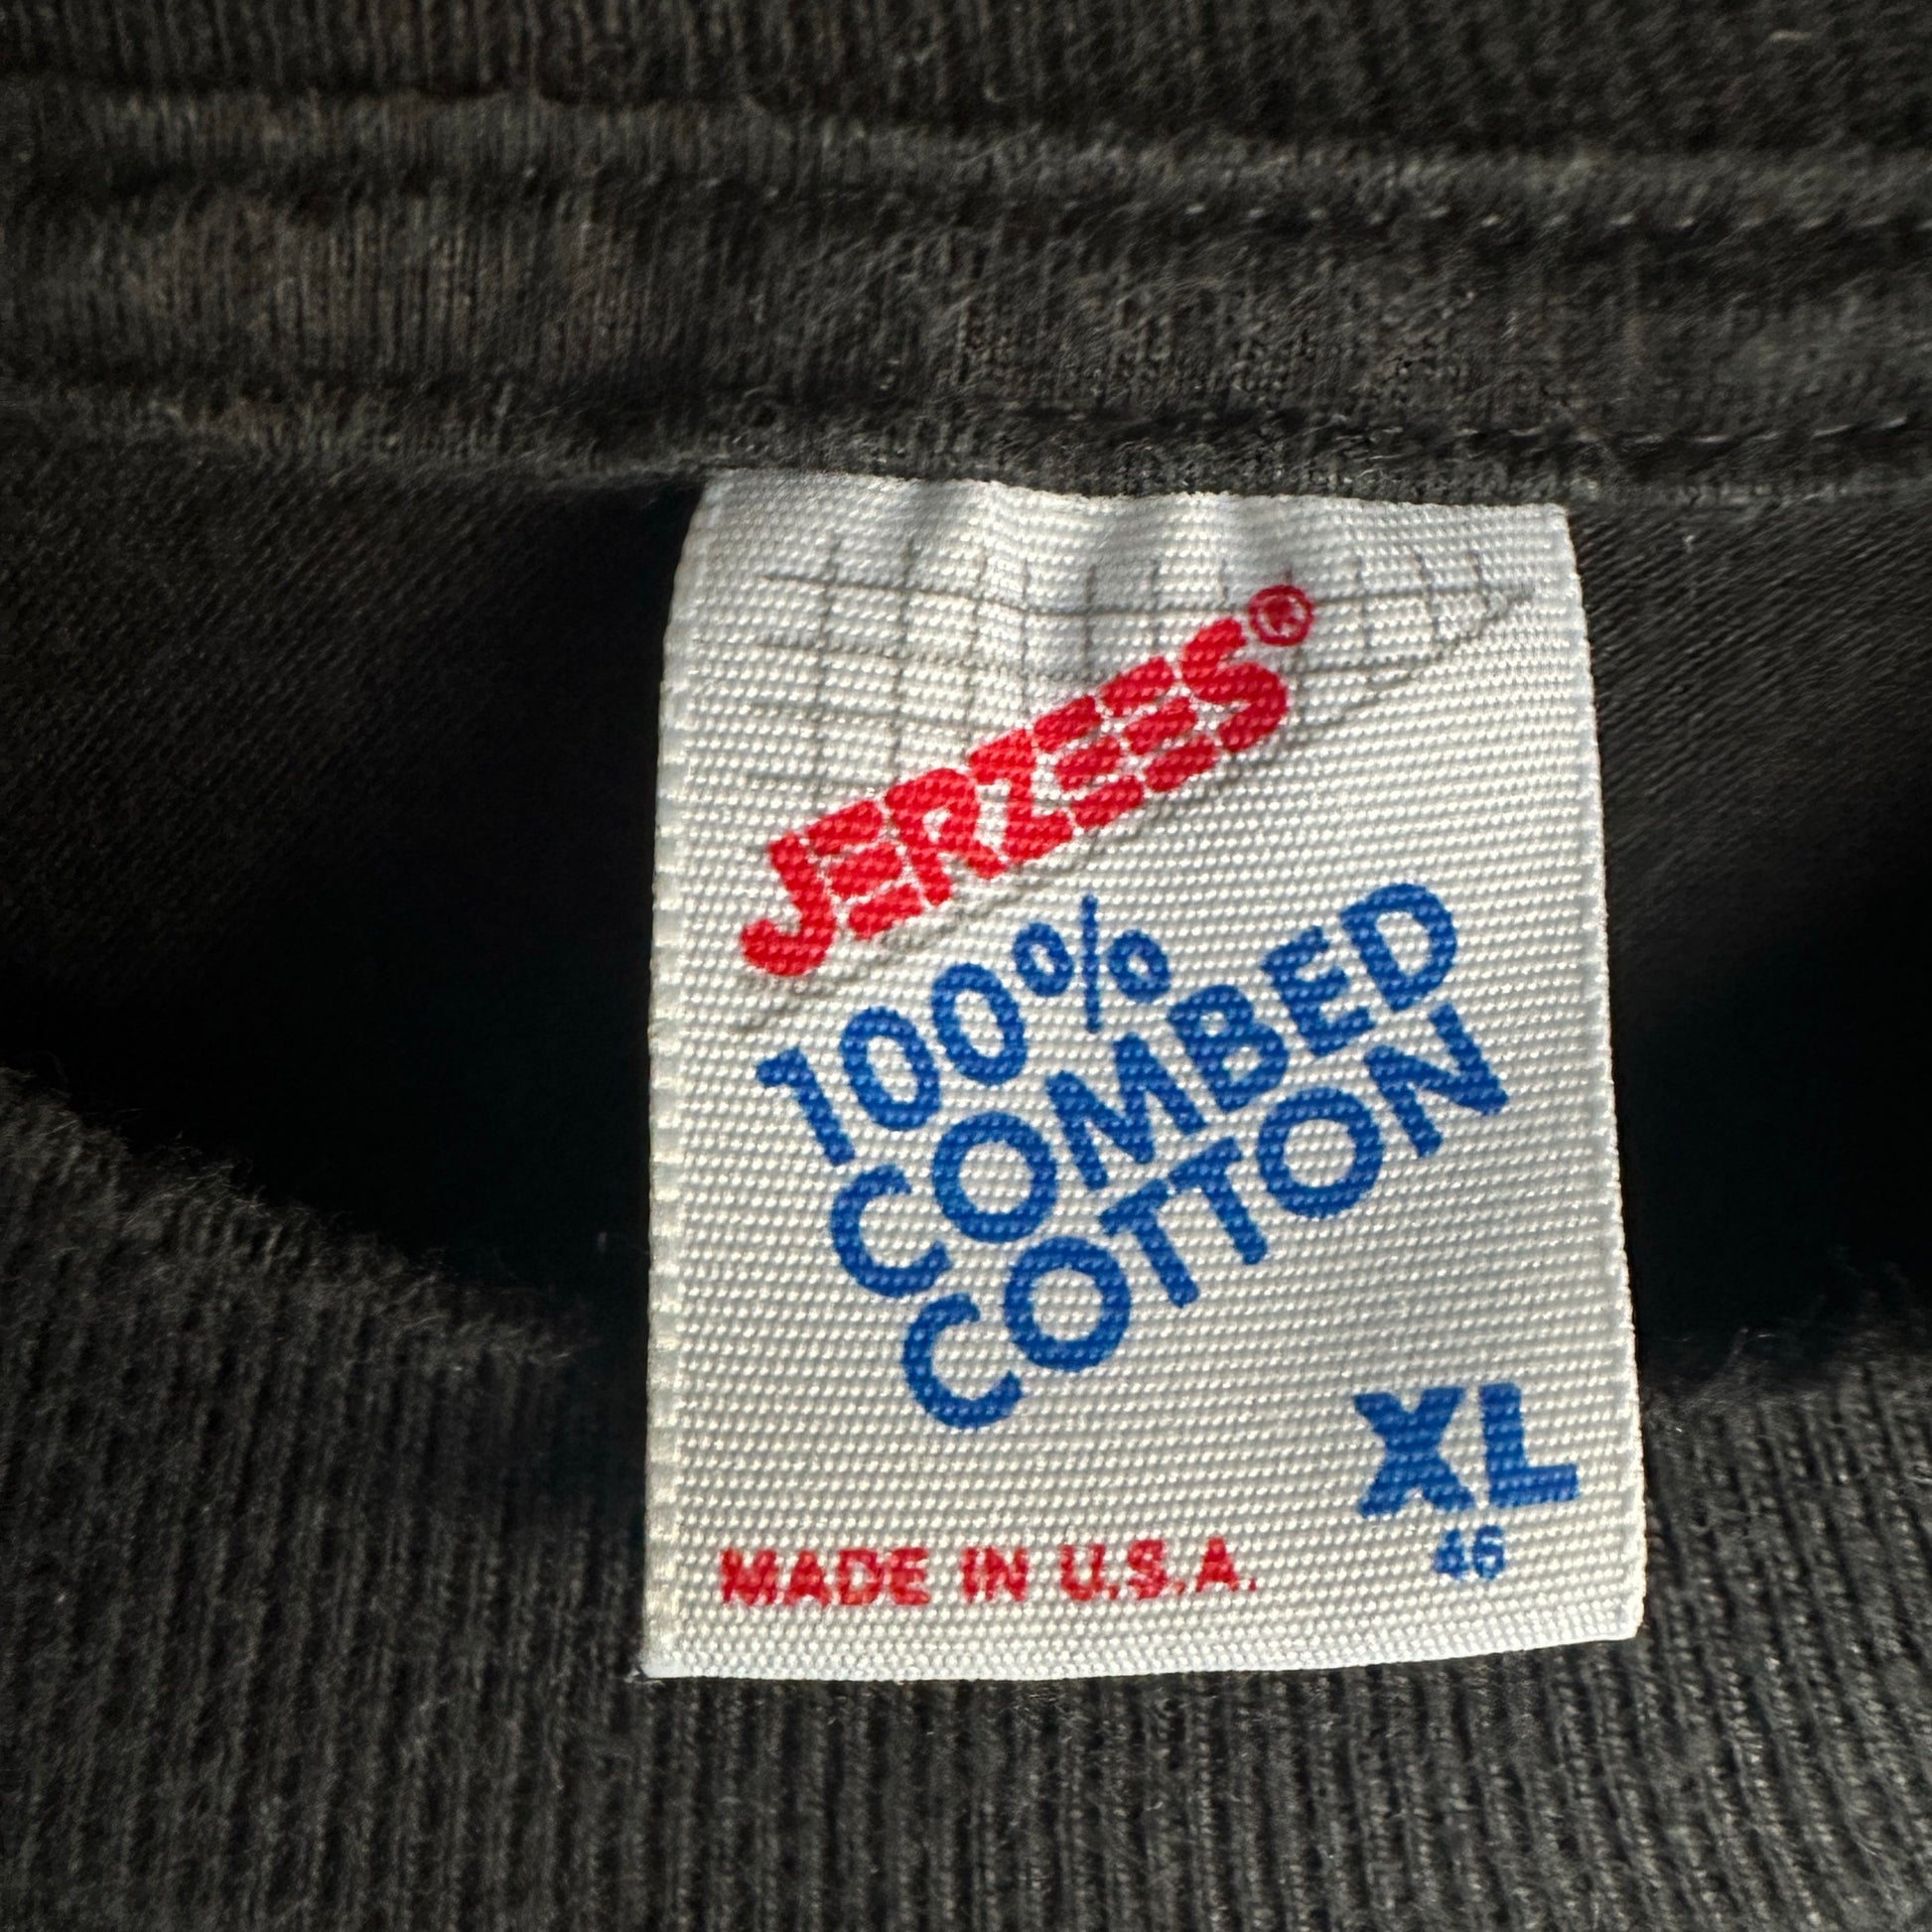 JERZEES®
100%
COMBED
COTTON
XL
46
MADE IN U.S.A.